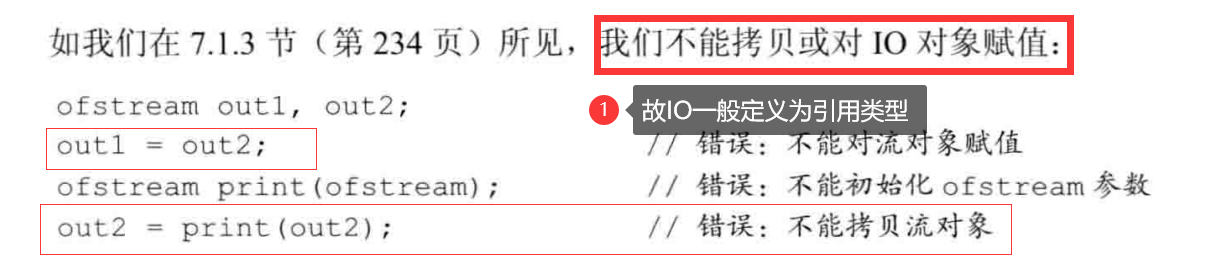 如我们在 7.1.3 节（第 234 页）所见，我们不能拷贝或对 IO 对象赋值：
ofstream out1, out2;
1 故IO一般定义为引用类型
out1 = out2; // 错误：不能对流对象赋值
ofstream print(ofstream); // 错误：不能初始化 ofstream 参数
out2 = print(out2); // 错误：不能拷贝流对象